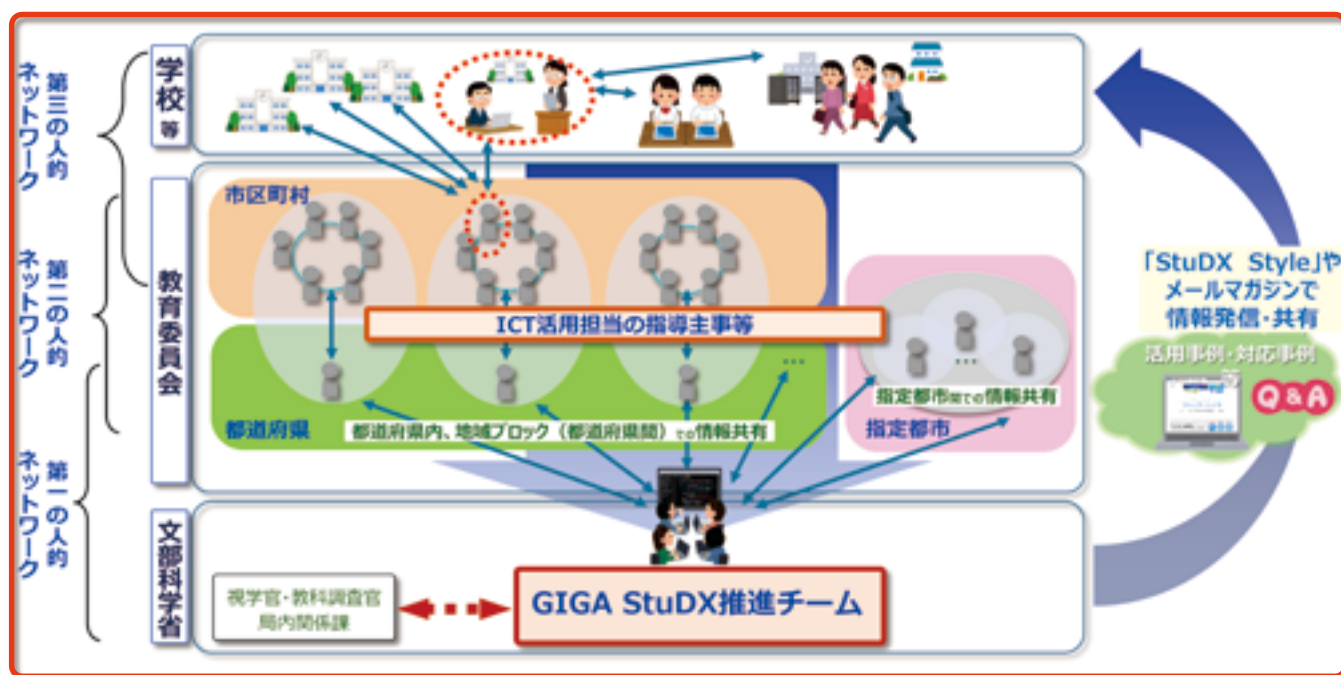 第三の人的
ネットワーク
第二の人的
ネットワーク
第一の人的
ネットワーク
学校等
市区町村
教育委員会
ICT活用担当の指導主事等
…
…
指定都市間での情報共有
都道府県
都道府県内、地域ブロック（都道府県間）での情報共有
指定都市
文部科学省
視学官・教科調査官
局内関係課
GIGA StuDX推進チーム
「StuDX Style」や
メールマガジンで
情報発信・共有
活用事例・対応事例
Q&A